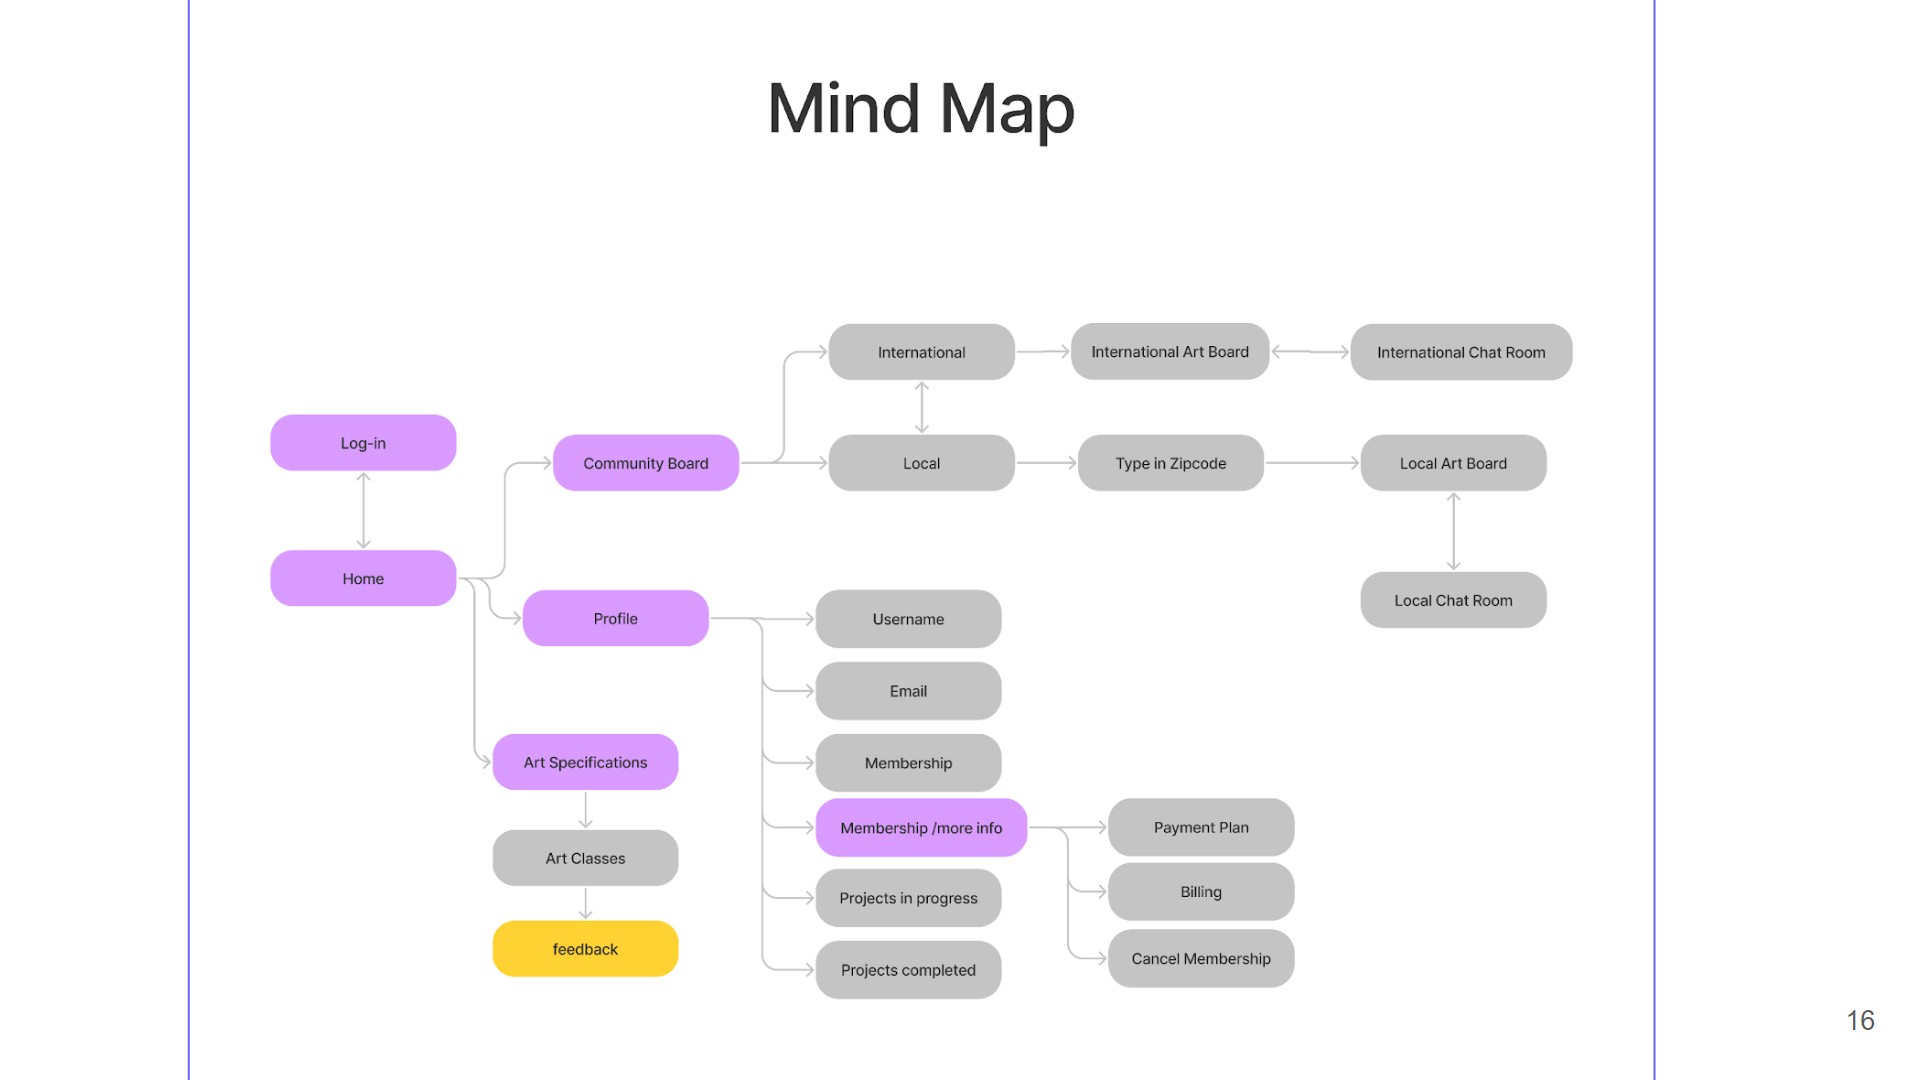 Mind Map
International
International Art Board
International Chat Room
Log-in
Community Board
Local
Type in Zipcode
Local Art Board
Home
Local Chat Room
Profile
Username
Email
Art Specifications
Membership
Membership /more info
Payment Plan
Art Classes
Billing
Projects in progress
feedback
Cancel Membership
Projects completed
16